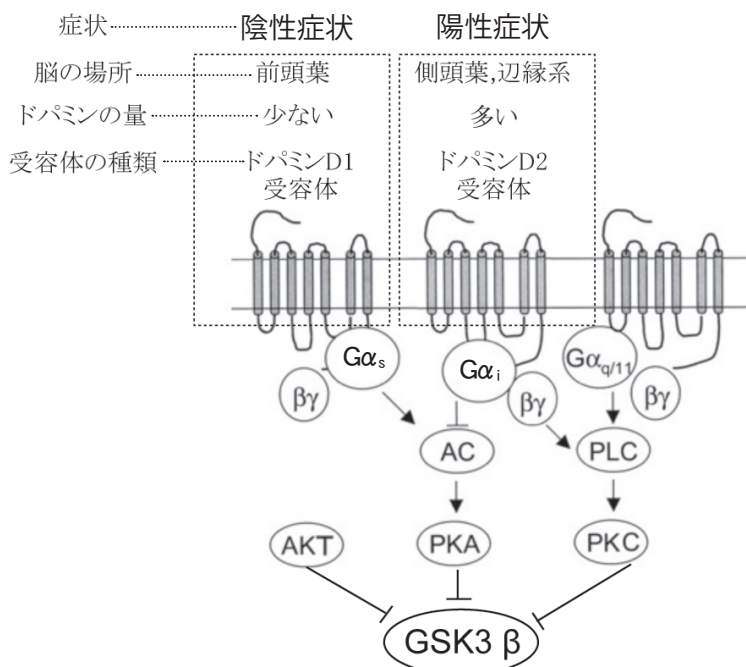 症状 陰性症状 陽性症状
脳の場所 前頭葉 側頭葉,辺縁系
ドパミンの量 少ない 多い
受容体の種類 ドパミンD1 ドパミンD2
受容体 受容体
Gαs Gαi Gαq/11
βγ βγ βγ
AC PLC
AKT PKA PKC
GSK3 β